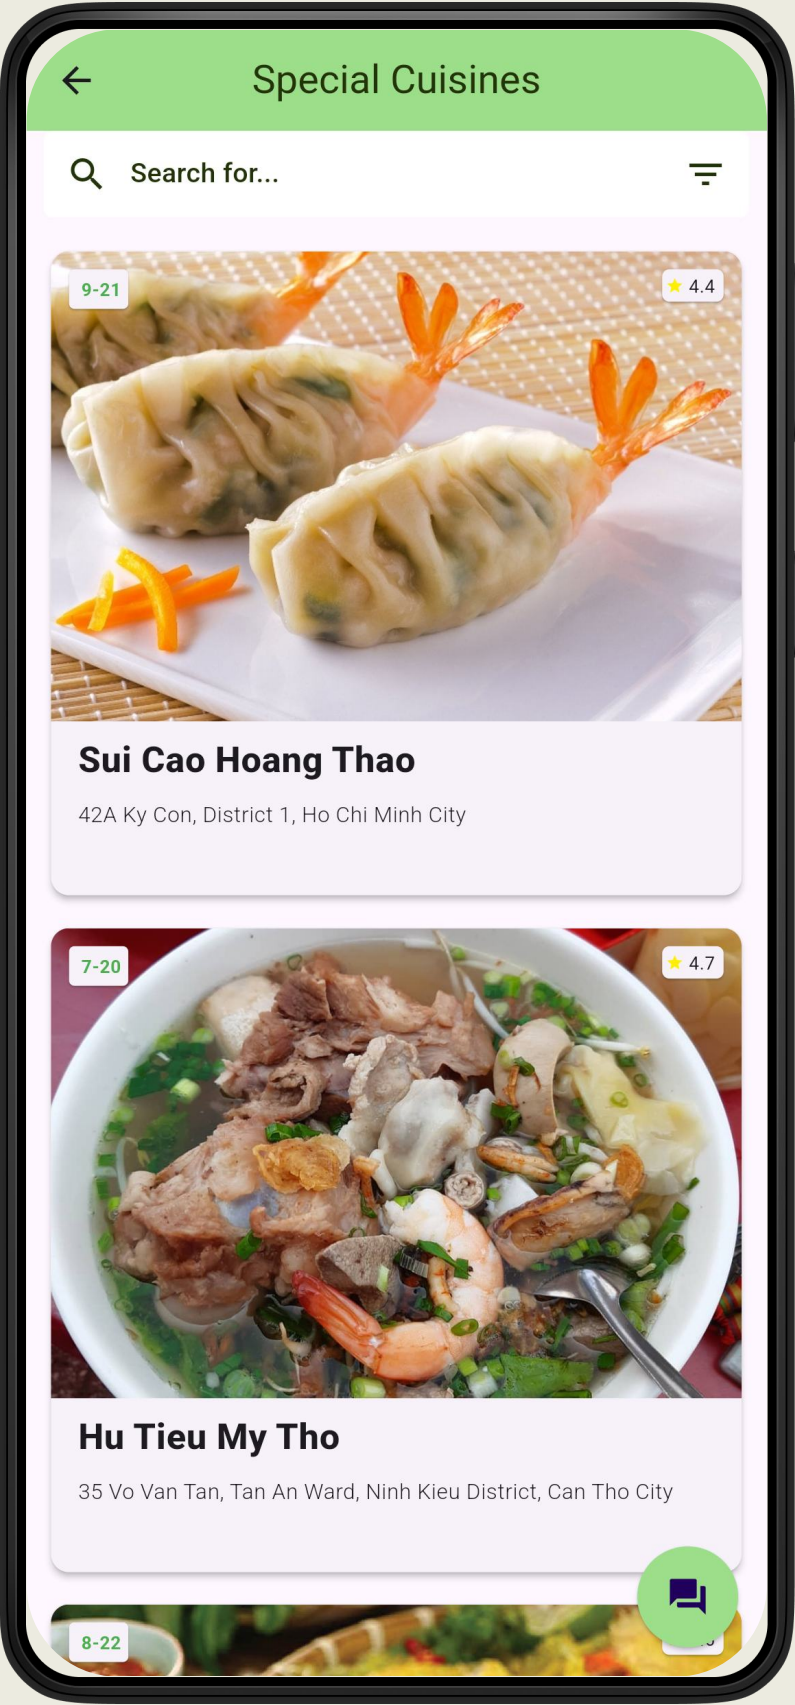 Special Cuisines
Search for...
9-21
4.4
Sui Cao Hoang Thao
42A Ky Con, District 1, Ho Chi Minh City
7-20
4.7
Hu Tieu My Tho
35 Vo Van Tan, Tan An Ward, Ninh Kieu District, Can Tho City
8-22